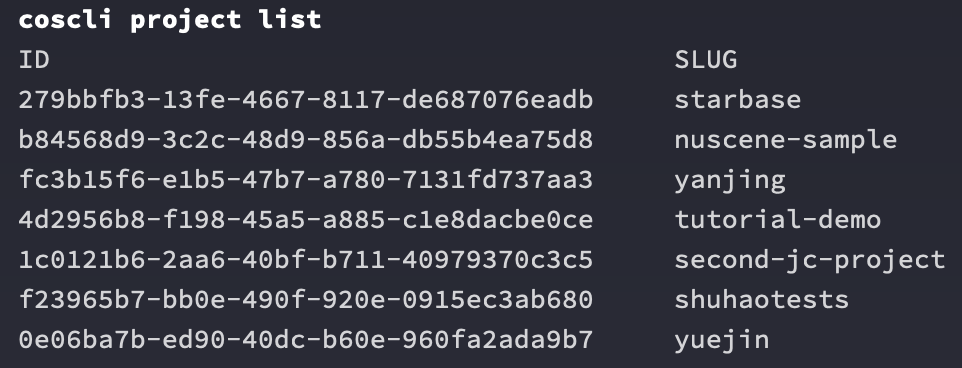 coscli project list
ID SLUG
279bbfb3-13fe-4667-8117-de687076eadb starbase
b84568d9-3c2c-48d9-856a-db55b4ea75d8 nuscene-sample
fc3b15f6-e1b5-47b7-a780-7131fd737aa3 yanjing
4d2956b8-f198-45a5-a885-c1e8dacbe0ce tutorial-demo
1c0121b6-2aa6-40bf-b711-40979370c3c5 second-jc-project
f23965b7-bb0e-490f-920e-0915ec3ab680 shuhaotests
0e06ba7b-ed90-40dc-b60e-960fa2ada9b7 yuejin